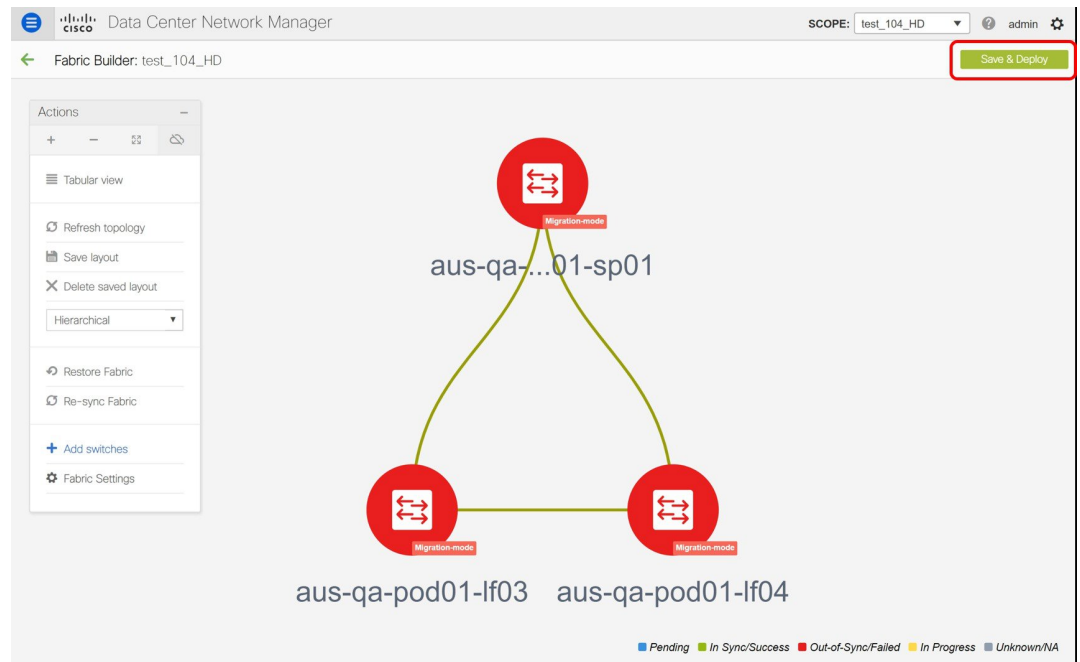 cisco Data Center Network Manager
SCOPE: test_104_HD
admin
Fabric Builder: test_104_HD
Save & Deploy
Actions
Tabular view
Refresh topology
Save layout
Delete saved layout
Hierarchical
Restore Fabric
Re-sync Fabric
Add switches
Fabric Settings
Migration-mode
aus-qa-...01-sp01
Migration-mode
Migration-mode
aus-qa-pod01-lf03
aus-qa-pod01-lf04
Pending In Sync/Success Out-of-Sync/Failed In Progress Unknown/NA